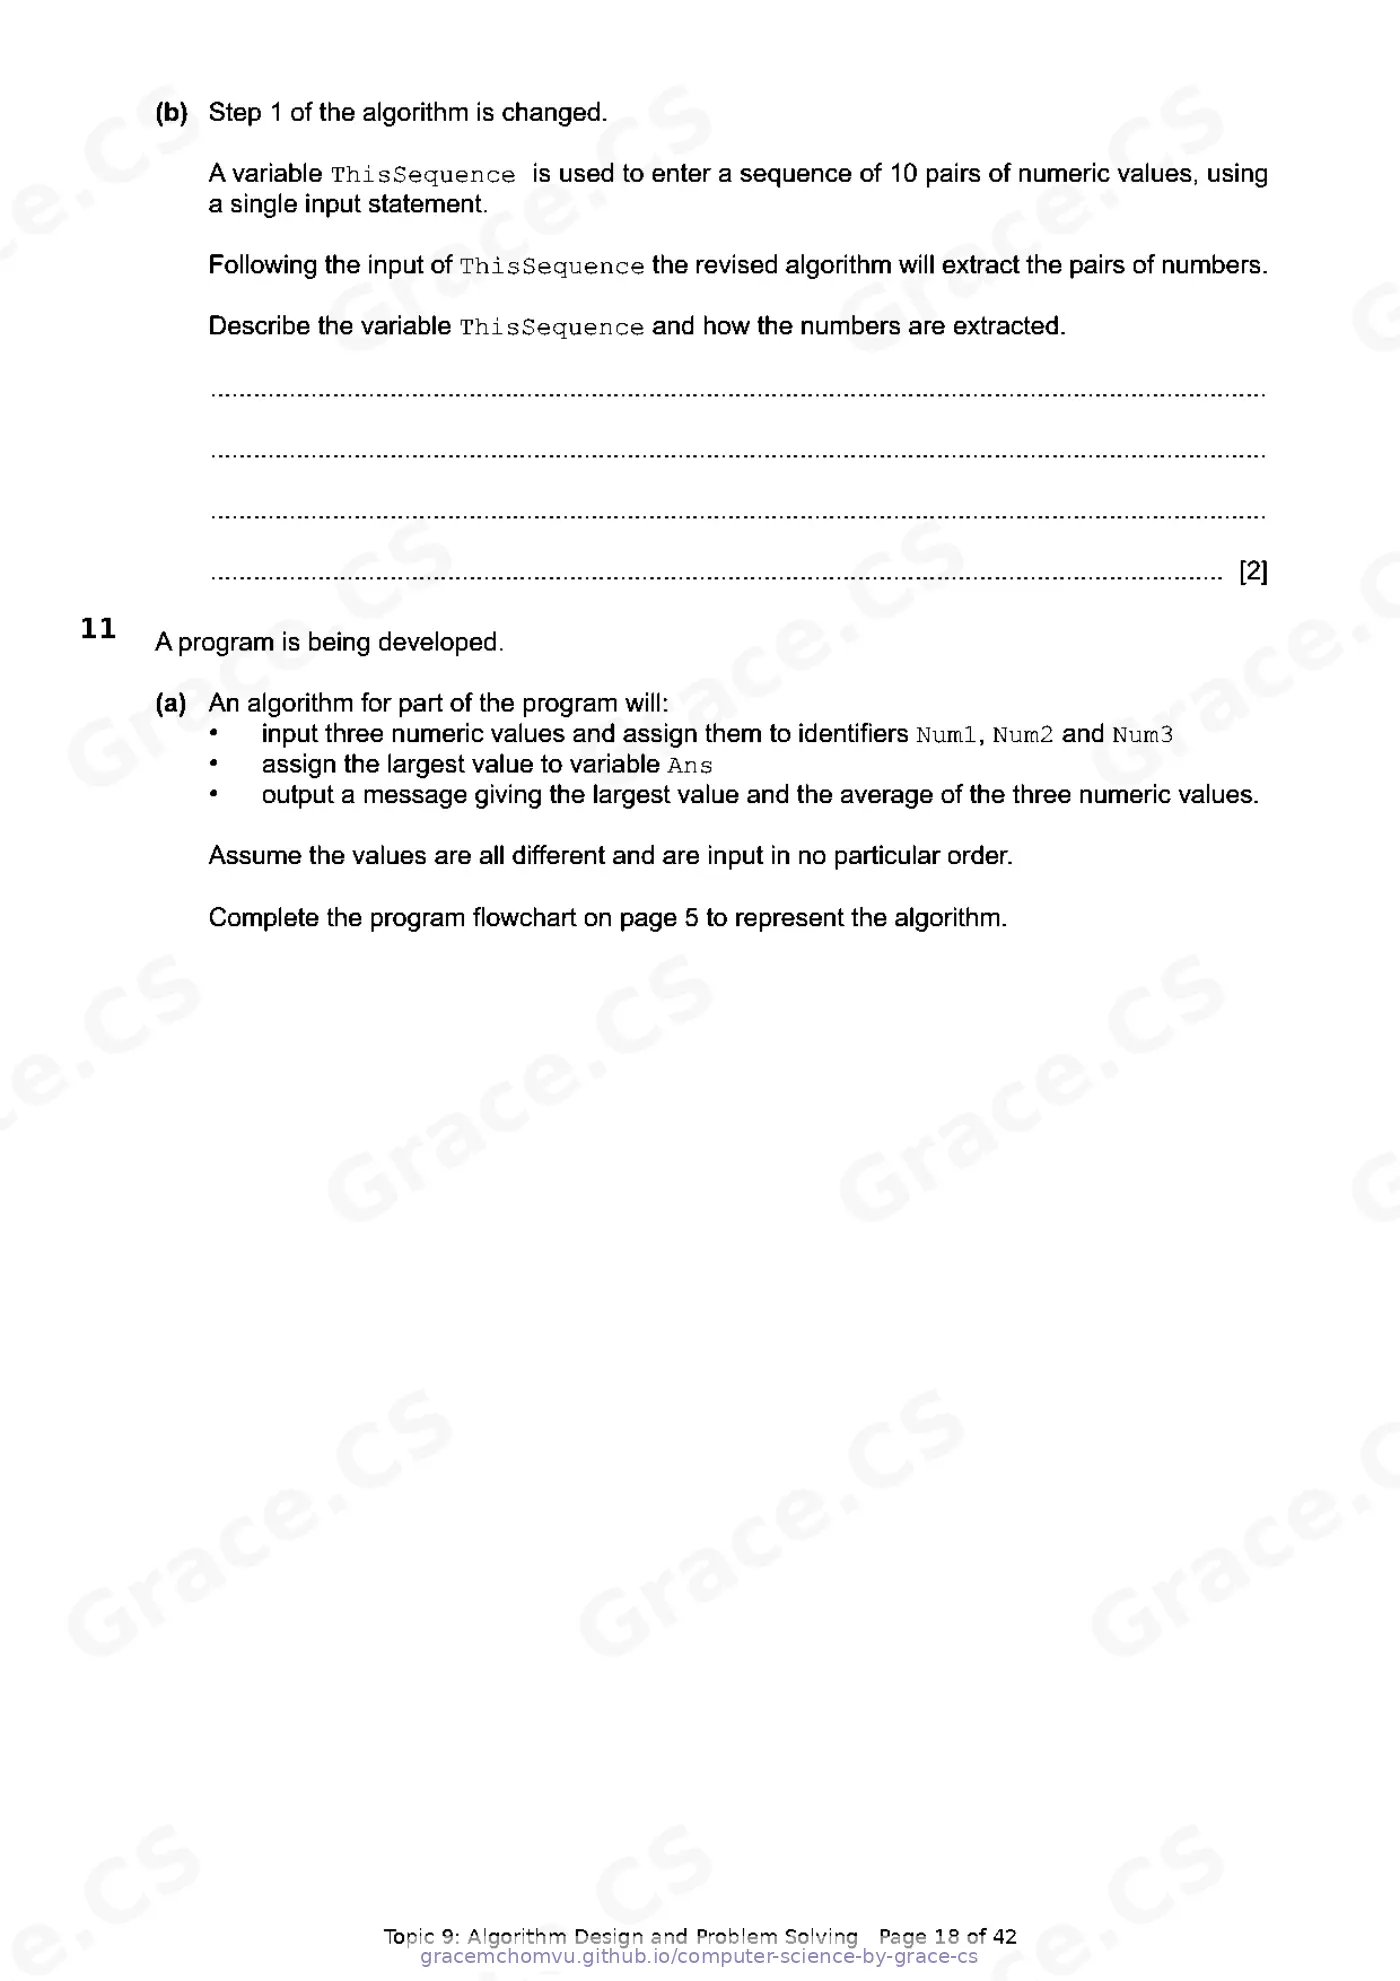 (b) Step 1 of the algorithm is changed.
A variable ThisSequence is used to enter a sequence of 10 pairs of numeric values, using
a single input statement.
Following the input of ThisSequence the revised algorithm will extract the pairs of numbers.
Describe the variable ThisSequence and how the numbers are extracted.
[2]
11 A program is being developed.
(a) An algorithm for part of the program will:
• input three numeric values and assign them to identifiers Num1, Num2 and Num3
• assign the largest value to variable Ans
• output a message giving the largest value and the average of the three numeric values.
Assume the values are all different and are input in no particular order.
Complete the program flowchart on page 5 to represent the algorithm.
Topic 9: Algorithm Design and Problem Solving Page 18 of 42
gracemchomvu.github.io/computer-science-by-grace-cs
Grace.CS